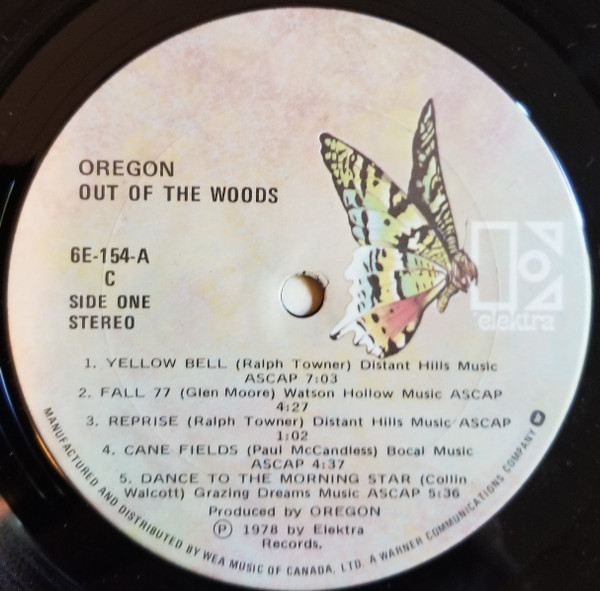 OREGON
OUT OF THE WOODS
6E-154-A
C
SIDE ONE
STEREO
elektra
1. YELLOW BELL (Ralph Towner) Distant Hills Music
ASCAP 7:03
2. FALL 77 (Glen Moore) Watson Hollow Music ASCAP
4:27
3. REPRISE (Ralph Towner) Distant Hills Music ASCAP
1:02
4. CANE FIELDS (Paul McCandless) Bocal Music
ASCAP 4:37
5. DANCE TO THE MORNING STAR (Collin
Walcott) Grazing Dreams Music ASCAP 5:36
Produced by OREGON
Ⓟ 1978 by Elektra
Records.
MANUFACTURED AND DISTRIBUTED BY WEA MUSIC OF CANADA, LTD. A WARNER COMMUNICATIONS COMPANY